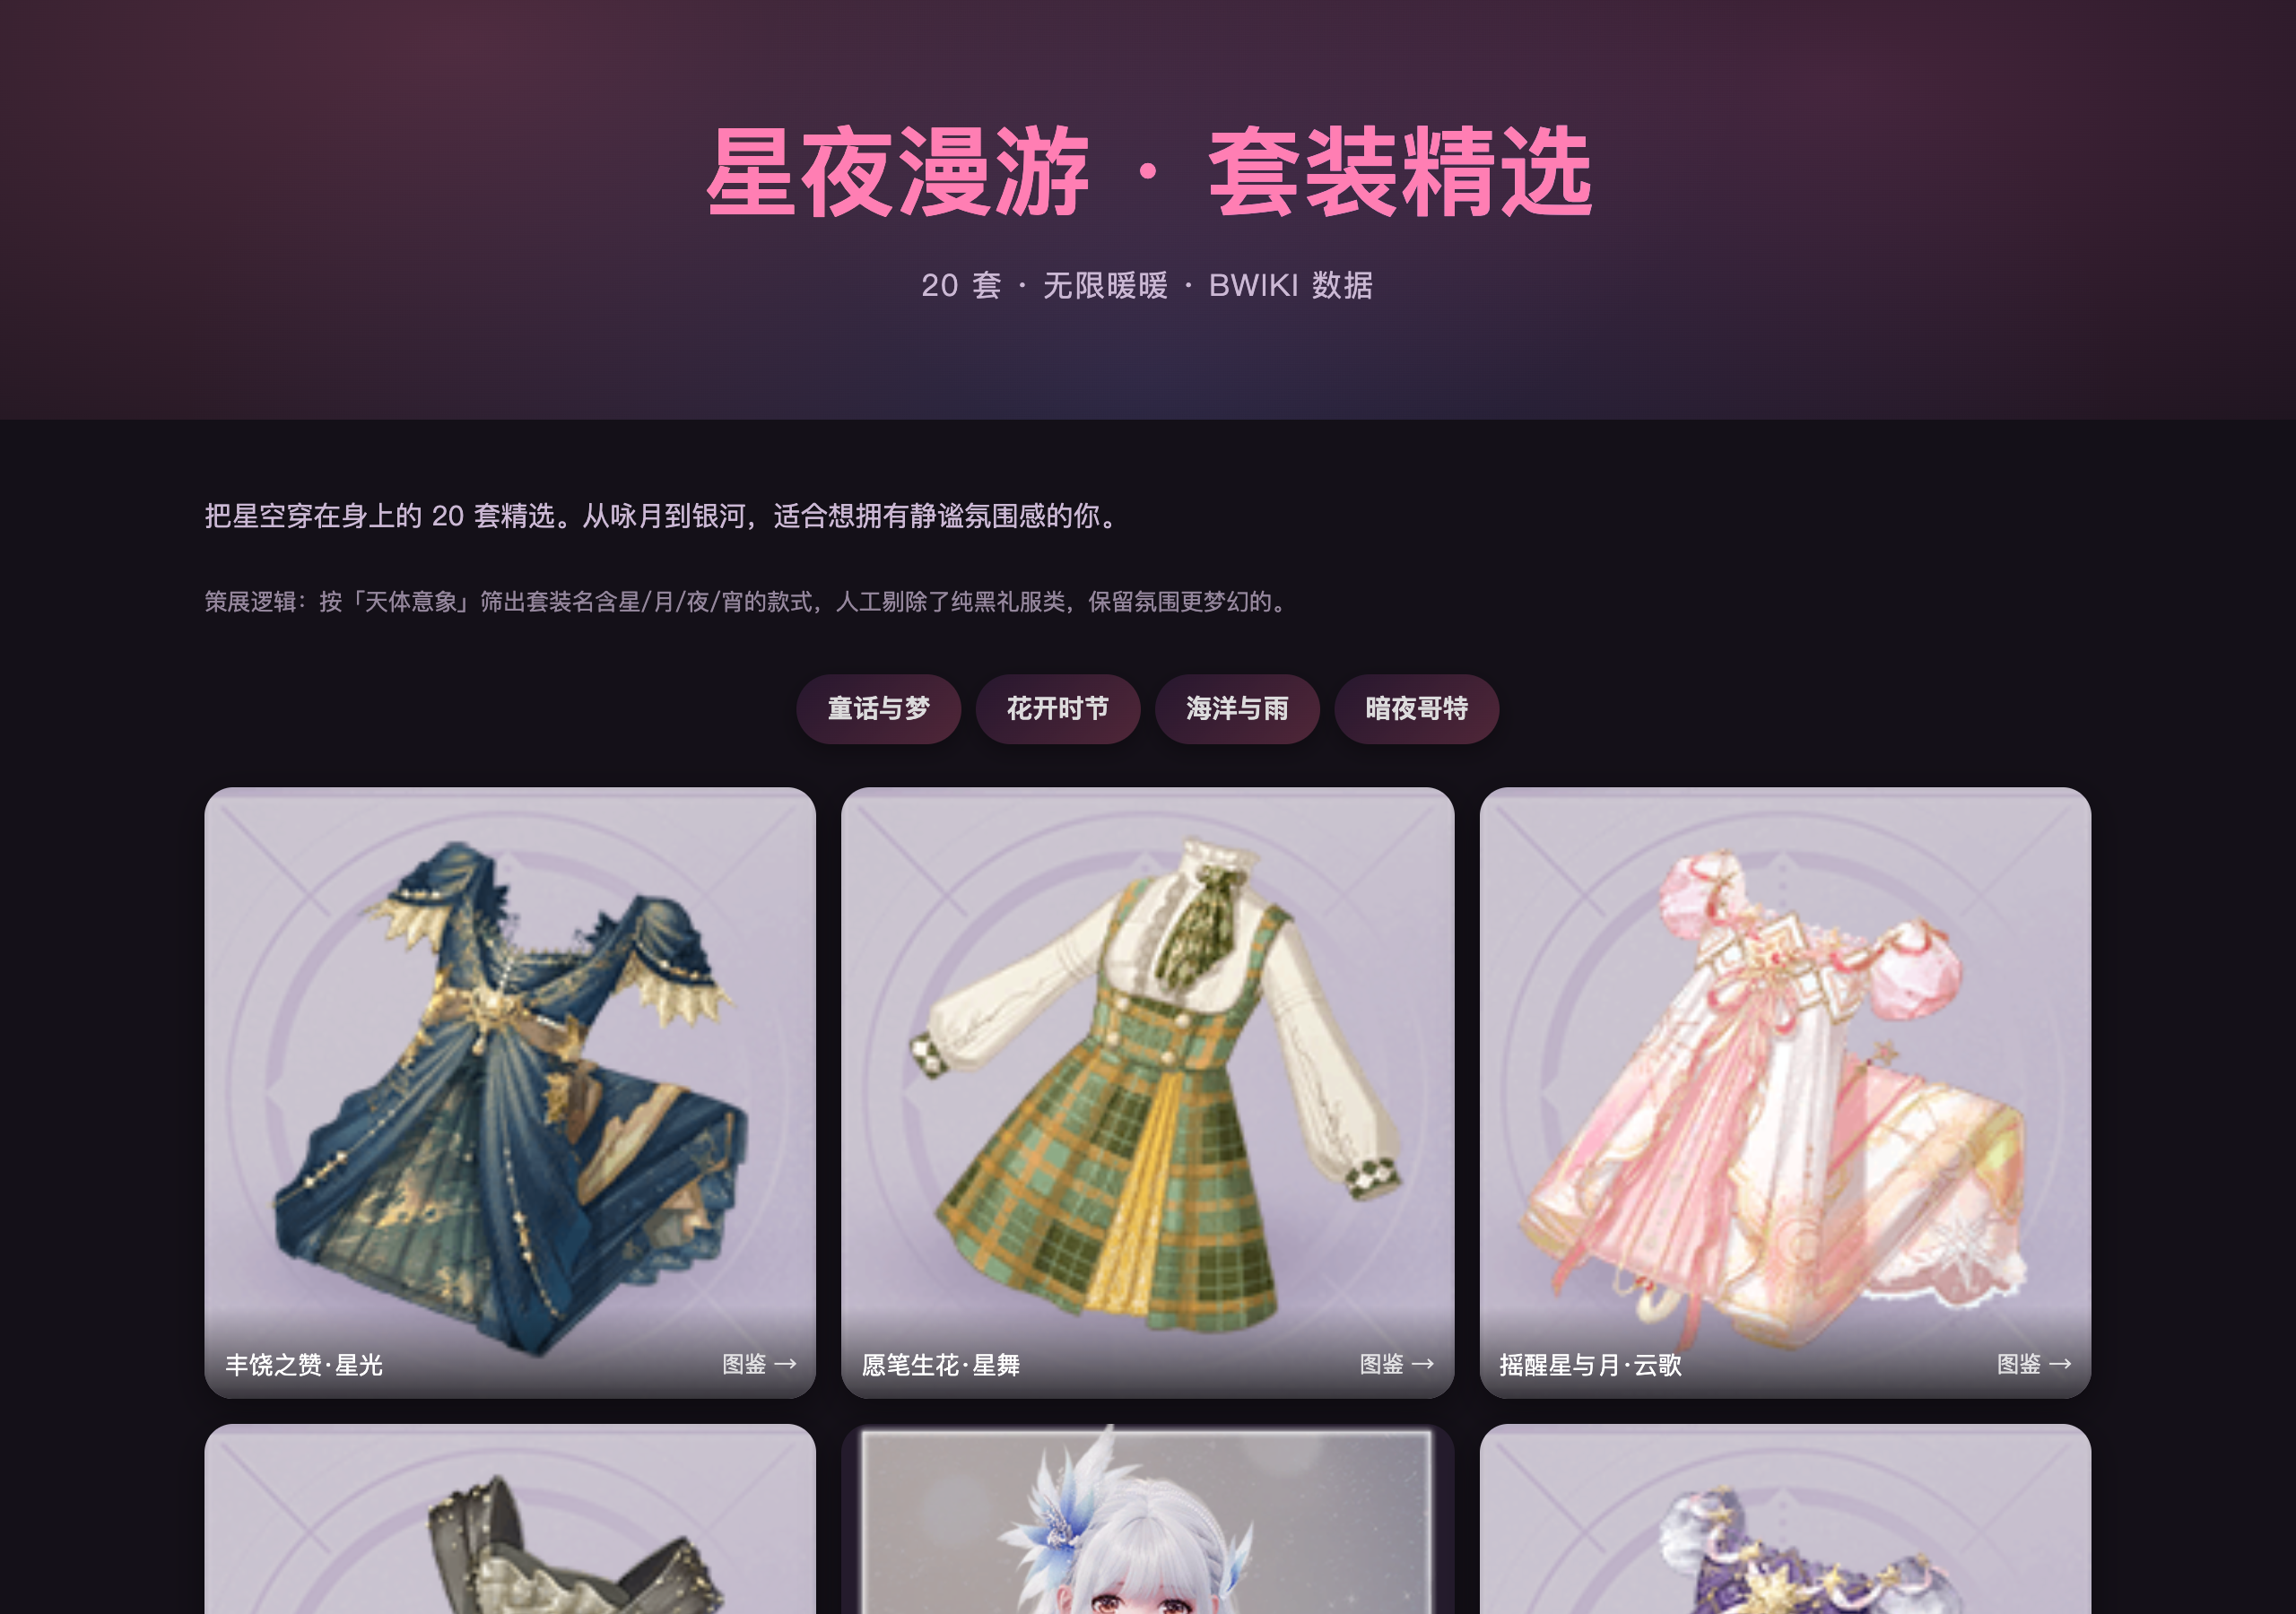 星夜漫游 · 套装精选
20 套 · 无限暖暖 · BWIKI 数据
把星空穿在身上的 20 套精选。从咏月到银河，适合想拥有静谧氛围感的你。
策展逻辑：按「天体意象」筛出套装名含星/月/夜/宵的款式，人工剔除了纯黑礼服类，保留氛围更梦幻的。
童话与梦 花开时节 海洋与雨 暗夜哥特
丰饶之赞·星光 图鉴 →
愿笔生花·星舞 图鉴 →
摇醒星与月·云歌 图鉴 →